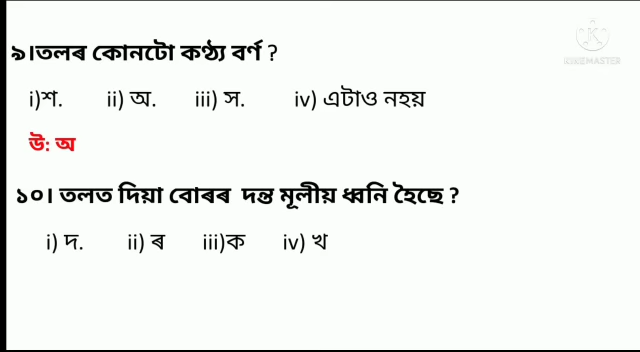 ৯।তলৰ কোনটো কণ্ঠ্য বৰ্ণ ?
i)শ. ii) অ. iii) স. iv) এটাও নহয়
উ: অ
১০। তলত দিয়া বোৰৰ দন্ত মূলীয় ধ্বনি হৈছে ?
i) দ. ii) ৰ iii)ক iv) খ
KINEMASTER